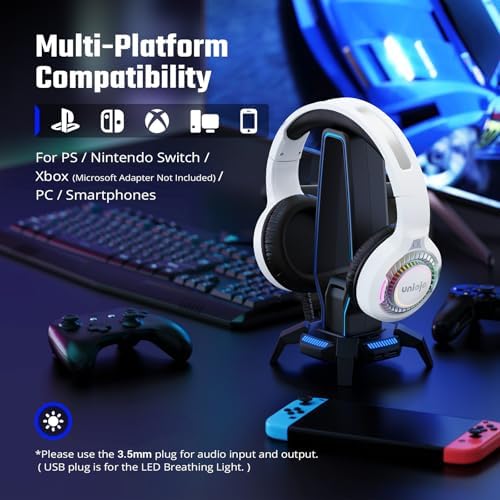 Multi-Platform
Compatibility
For PS / Nintendo Switch /
Xbox (Microsoft Adapter Not Included) /
PC / Smartphones
uniojo
*Please use the 3.5mm plug for audio input and output.
( USB plug is for the LED Breathing Light. )